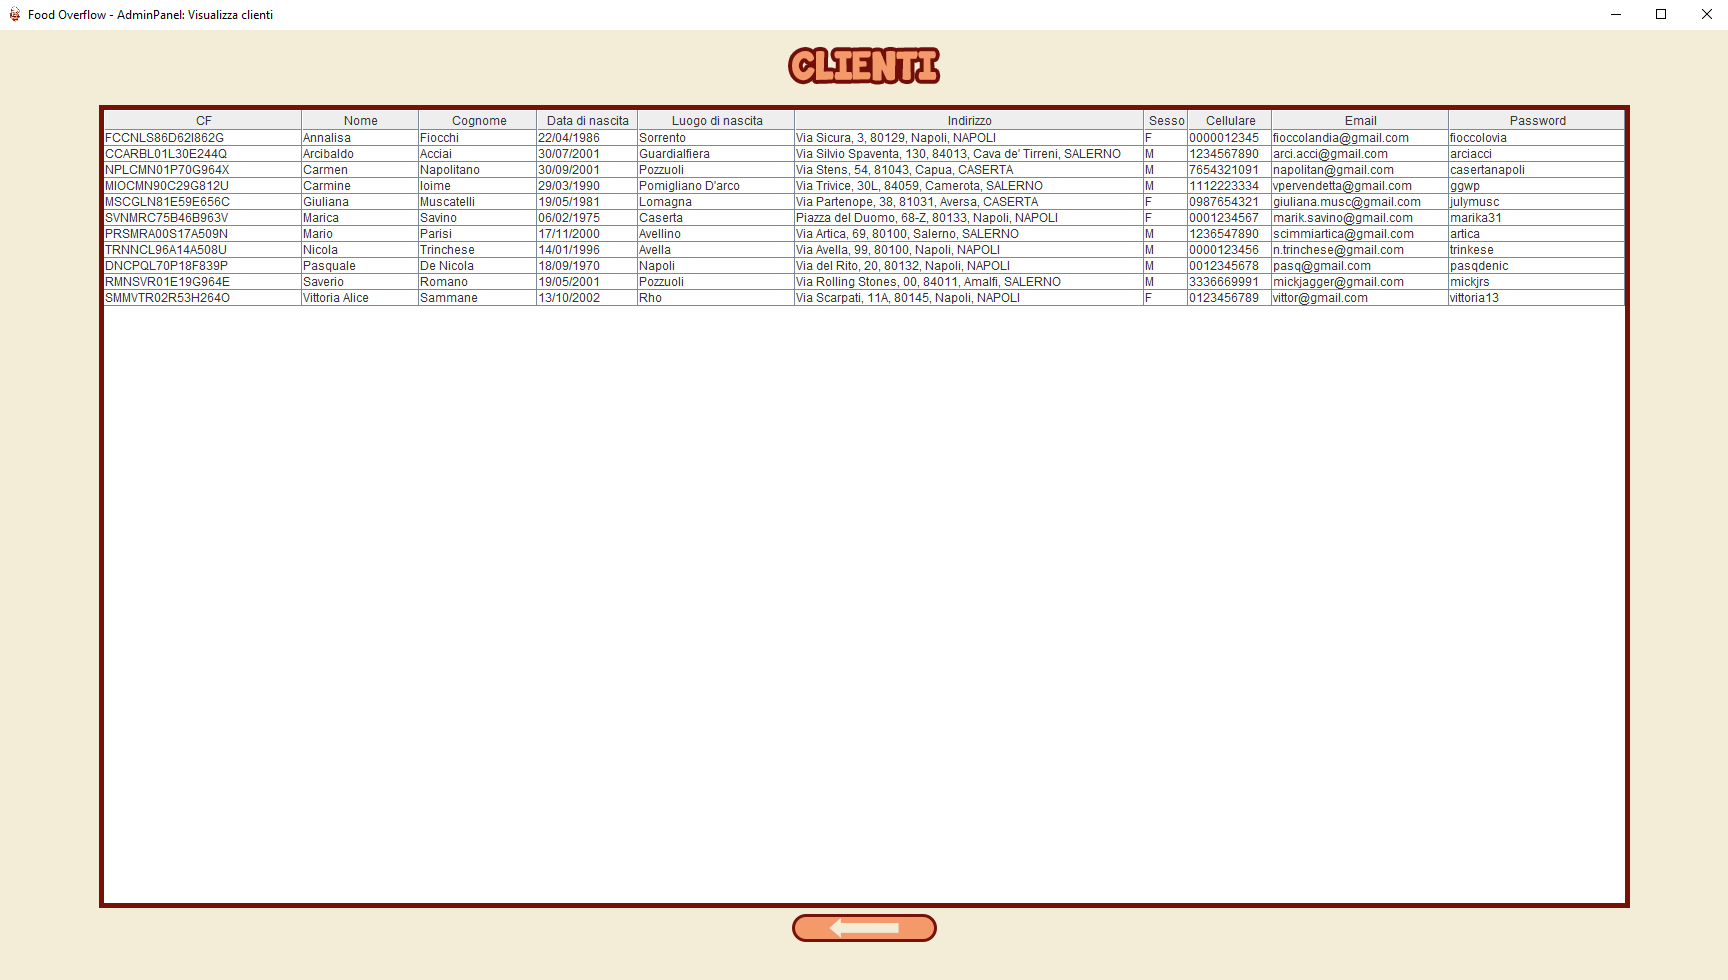 Food Overflow - AdminPanel: Visualizza clienti
CLIENTI
CF Nome Cognome Data di nascita Luogo di nascita Indirizzo Sesso Cellulare Email Password
FCCNLS86D62I862G Annalisa Fiocchi 22/04/1986 Sorrento Via Sicura, 3, 80129, Napoli, NAPOLI F 0000012345 fioccolandia@gmail.com fioccolovia
CCARBL01L30E244Q Arcibaldo Acciai 30/07/2001 Guardialfiera Via Silvio Spaventa, 130, 84013, Cava de' Tirreni, SALERNO M 1234567890 arci.acci@gmail.com arciacci
NPLCMN01P70G964X Carmen Napolitano 30/09/2001 Pozzuoli Via Stens, 54, 81043, Capua, CASERTA M 7654321091 napolitan@gmail.com casertanapoli
MIOCMN90C29G812U Carmine Ioime 29/03/1990 Pomigliano D'arco Via Trivice, 30L, 84059, Camerota, SALERNO M 1112223334 vpervendetta@gmail.com ggwp
MSCGLN81E59E656C Giuliana Muscatelli 19/05/1981 Lomagna Via Partenope, 38, 81031, Aversa, CASERTA F 0987654321 giuliana.musc@gmail.com julymusc
SVNMRC75B46B963V Marica Savino 06/02/1975 Caserta Piazza del Duomo, 68-Z, 80133, Napoli, NAPOLI F 0001234567 marik.savino@gmail.com marika31
PRSMRA00S17A509N Mario Parisi 17/11/2000 Avellino Via Artica, 69, 80100, Salerno, SALERNO M 1236547890 scimmiartica@gmail.com artica
TRNNCL96A14A508U Nicola Trinchese 14/01/1996 Avella Via Avella, 99, 80100, Napoli, NAPOLI M 0000123456 n.trinchese@gmail.com trinkese
DNCPQL70P18F839P Pasquale De Nicola 18/09/1970 Napoli Via del Rito, 20, 80132, Napoli, NAPOLI M 0012345678 pasq@gmail.com pasqdenic
RMNSVR01E19G964E Saverio Romano 19/05/2001 Pozzuoli Via Rolling Stones, 00, 84011, Amalfi, SALERNO M 3336669991 mickjagger@gmail.com mickjrs
SMMVTR02R53H264O Vittoria Alice Sammane 13/10/2002 Rho Via Scarpati, 11A, 80145, Napoli, NAPOLI F 0123456789 vittor@gmail.com vittoria13